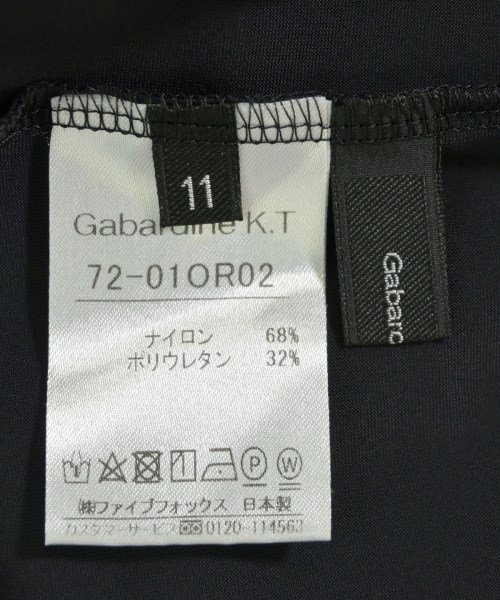 11
Gabardine K.T
72-01OR02
ナイロン 68%
ポリウレタン 32%
P W
㈱ファイブフォックス 日本製
カスタマーサービス 0120-114563
Gabard